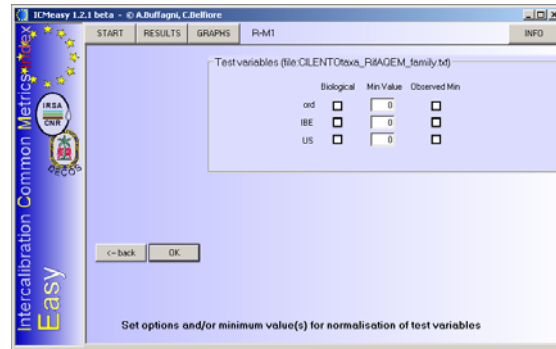 ICMeasy 1.2.1 beta - © A.Buffagni, C.Belfiore
START RESULTS GRAPHS R-M1 INFO
Test variables (file:CILENTOtaxa_RifAQEM_family.txt)
Biological Min Value Observed Min
ord 0
IBE 0
US 0
<-- back OK
Set options and/or minimum value(s) for normalisation of test variables
Intercalibration Common Metrics Index
Easy
IRSA
CNR
DECOS